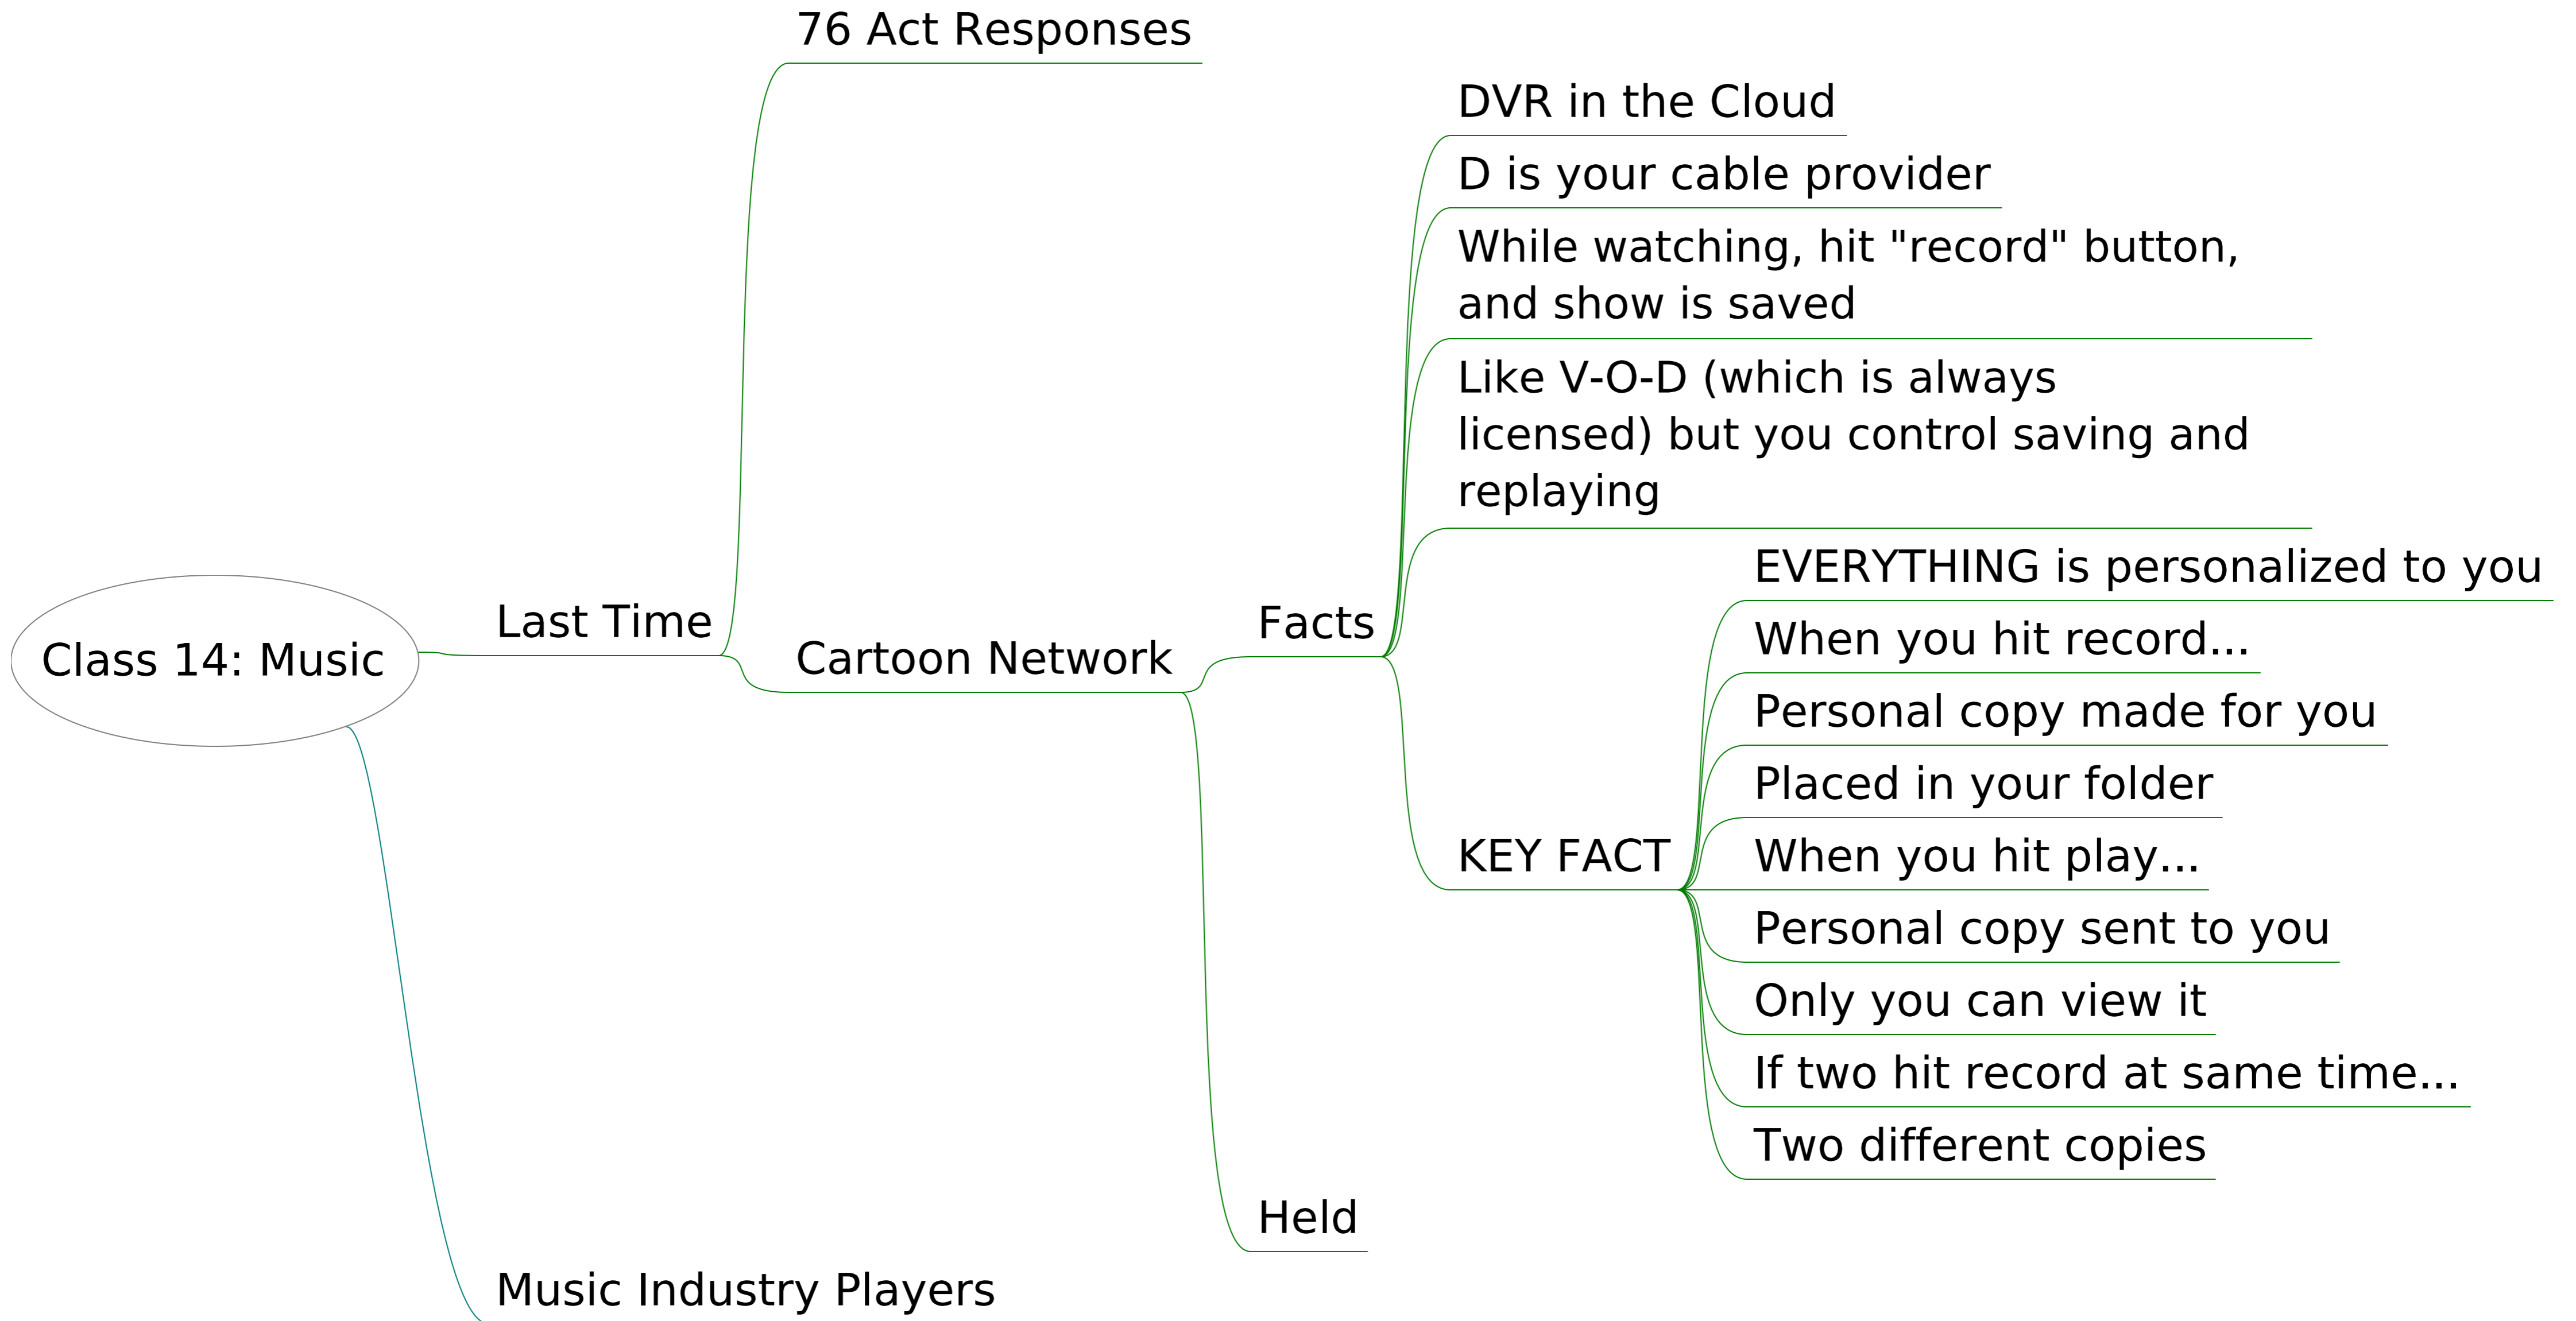 76 Act Responses
DVR in the Cloud
D is your cable provider
While watching, hit "record" button,
and show is saved
Like V-O-D (which is always
licensed) but you control saving and
replaying
EVERYTHING is personalized to you
When you hit record...
Personal copy made for you
Placed in your folder
When you hit play...
Personal copy sent to you
Only you can view it
If two hit record at same time...
Two different copies
KEY FACT
Facts
Held
Cartoon Network
Last Time
Class 14: Music
Music Industry Players